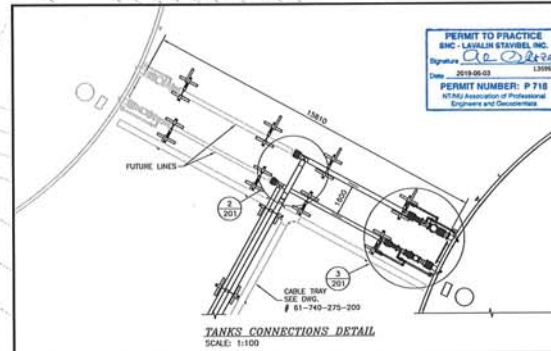 PERMIT TO PRACTICE
SNC - LAVALIN STAVIBEL INC.
Signature
Date 2019-06-03
PERMIT NUMBER: P 718
NT/NU Association of Professional
Engineers and Geoscientists
15810
FUTURE LINES
1600
2
201
3
201
CABLE TRAY
SEE DWG.
# 61-740-275-200
TANKS CONNECTIONS DETAIL
SCALE: 1:100